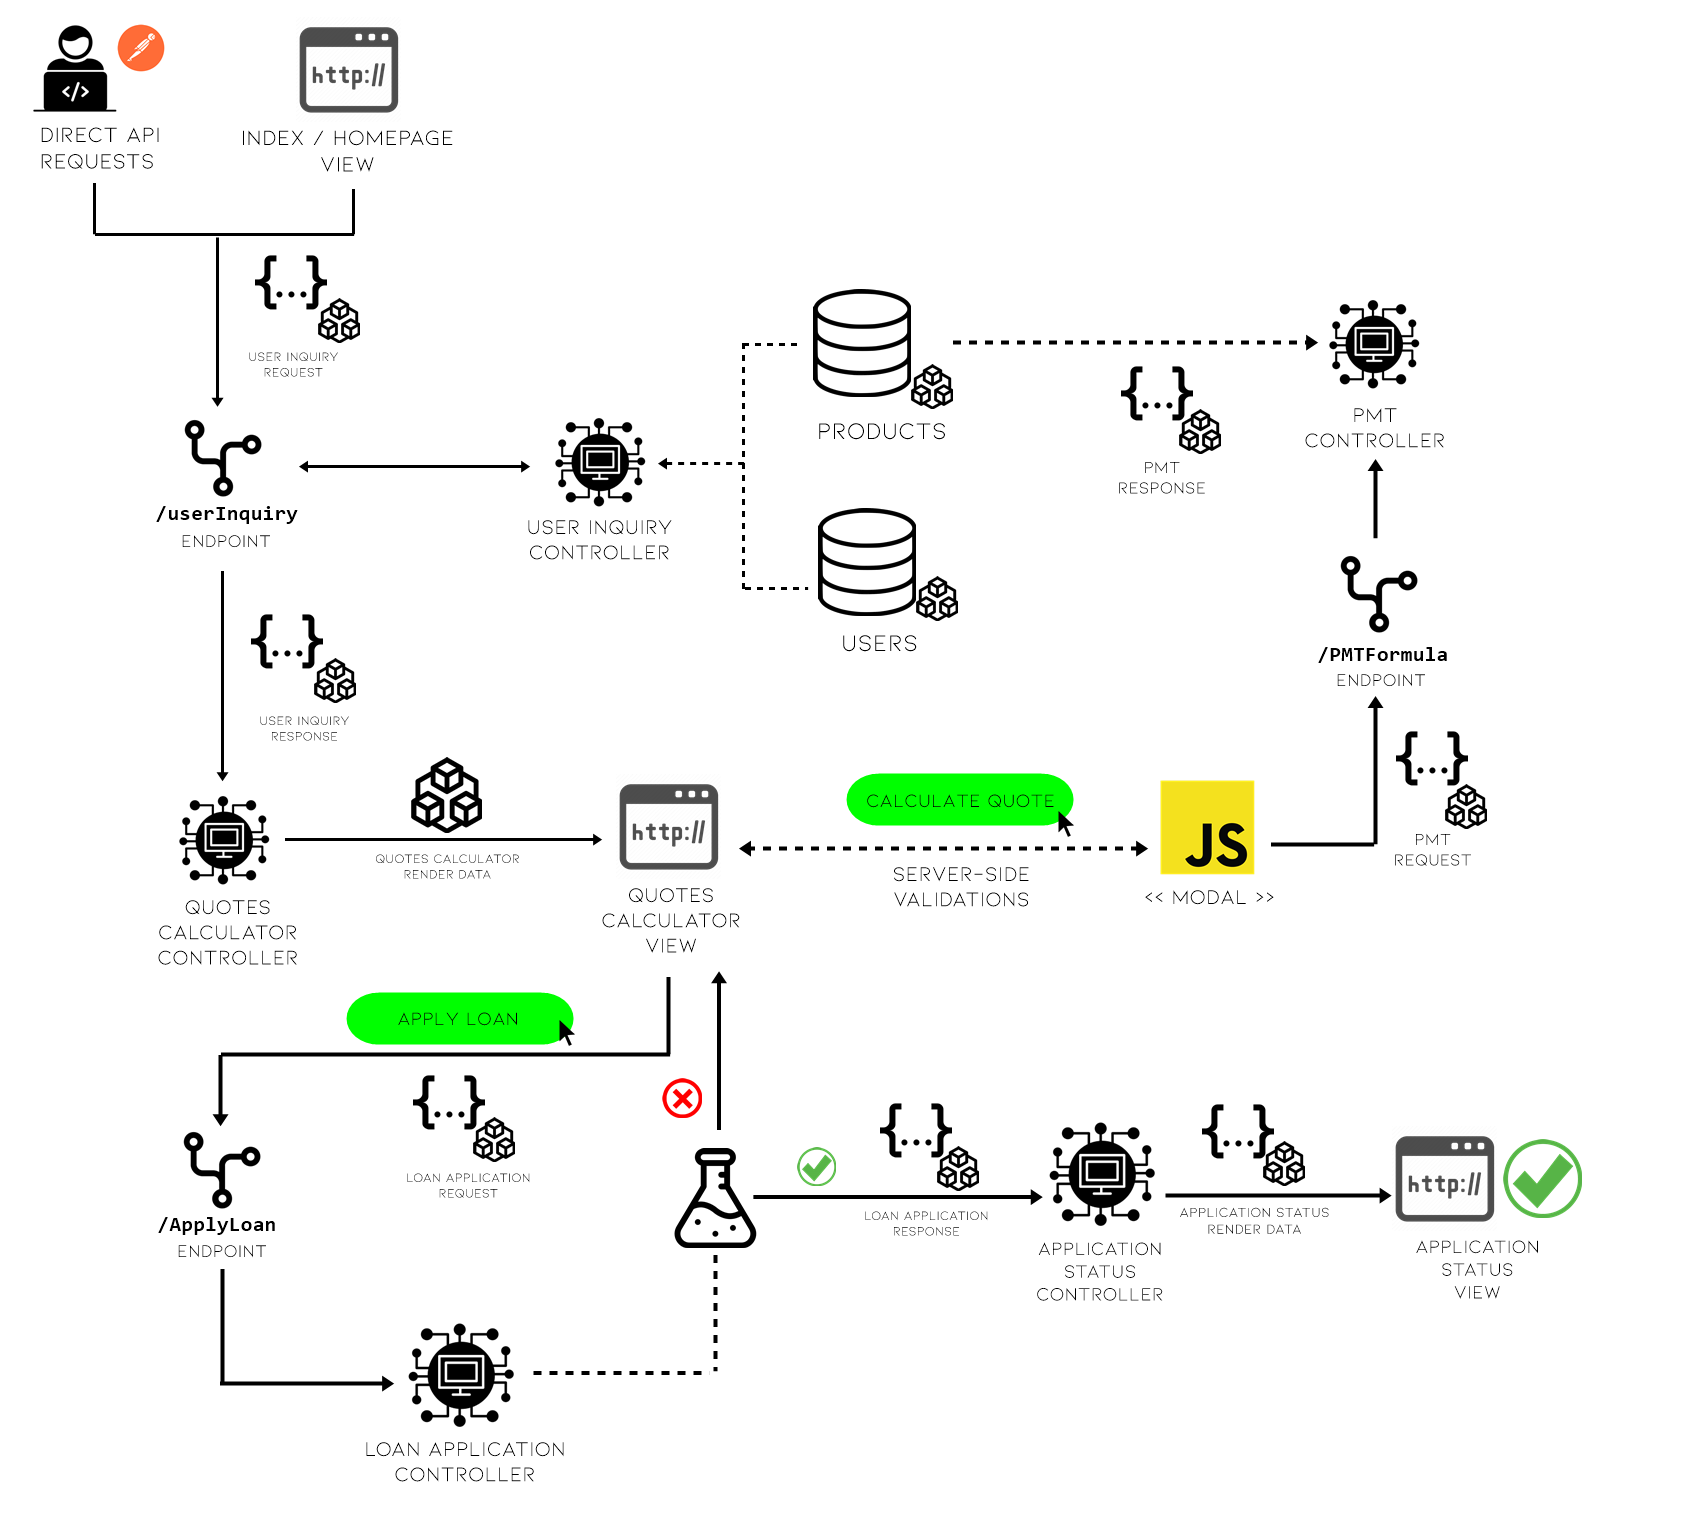 </>
DIRECT API
REQUESTS
http://
INDEX / HOMEPAGE
VIEW
{...}
USER INQUIRY
REQUEST
/userInquiry
ENDPOINT
USER INQUIRY
CONTROLLER
PRODUCTS
USERS
{...}
PMT
RESPONSE
PMT
CONTROLLER
/PMTFormula
ENDPOINT
{...}
PMT
REQUEST
{...}
USER INQUIRY
RESPONSE
QUOTES
CALCULATOR
CONTROLLER
QUOTES CALCULATOR
RENDER DATA
http://
QUOTES
CALCULATOR
VIEW
CALCULATE QUOTE
SERVER-SIDE
VALIDATIONS
JS
<< MODAL >>
APPLY LOAN
{...}
LOAN APPLICATION
REQUEST
/ApplyLoan
ENDPOINT
LOAN APPLICATION
CONTROLLER
{...}
LOAN APPLICATION
RESPONSE
APPLICATION
STATUS
CONTROLLER
{...}
APPLICATION STATUS
RENDER DATA
http://
APPLICATION
STATUS
VIEW